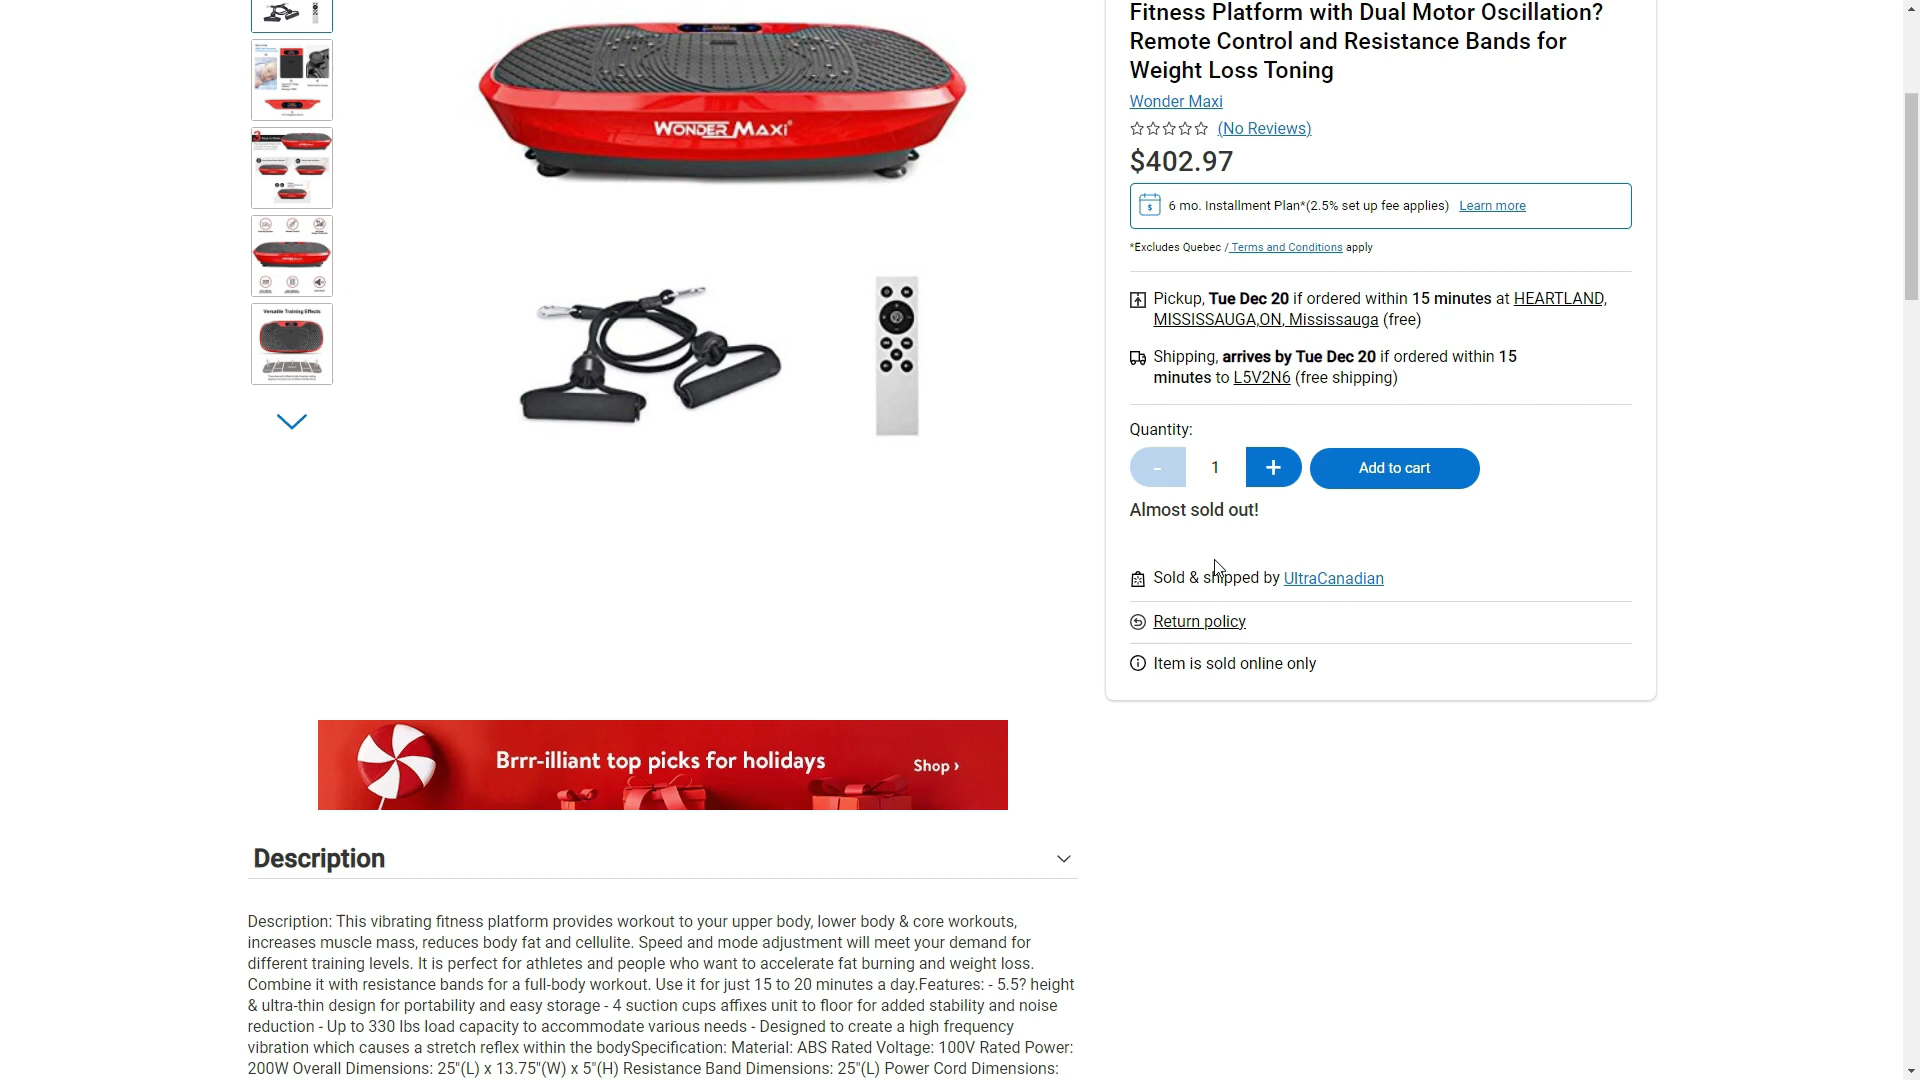 Fitness Platform with Dual Motor Oscillation?
Remote Control and Resistance Bands for
Weight Loss Toning
Wonder Maxi
(No Reviews)
$402.97
$ 6 mo. Installment Plan*(2.5% set up fee applies) Learn more
*Excludes Quebec / Terms and Conditions apply
Pickup, Tue Dec 20 if ordered within 15 minutes at HEARTLAND,
MISSISSAUGA,ON, Mississauga (free)
Shipping, arrives by Tue Dec 20 if ordered within 15
minutes to L5V2N6 (free shipping)
Quantity:
- 1 + Add to cart
Almost sold out!
Sold & shipped by UltraCanadian
Return policy
Item is sold online only
WONDER MAXI®
3
Versatile Training Effects
Brrr-illiant top picks for holidays
Shop ›
Description
Description: This vibrating fitness platform provides workout to your upper body, lower body & core workouts,
increases muscle mass, reduces body fat and cellulite. Speed and mode adjustment will meet your demand for
different training levels. It is perfect for athletes and people who want to accelerate fat burning and weight loss.
Combine it with resistance bands for a full-body workout. Use it for just 15 to 20 minutes a day.Features: - 5.5? height
& ultra-thin design for portability and easy storage - 4 suction cups affixes unit to floor for added stability and noise
reduction - Up to 330 lbs load capacity to accommodate various needs - Designed to create a high frequency
vibration which causes a stretch reflex within the bodySpecification: Material: ABS Rated Voltage: 100V Rated Power:
200W Overall Dimensions: 25"(L) x 13.75"(W) x 5"(H) Resistance Band Dimensions: 25"(L) Power Cord Dimensions: